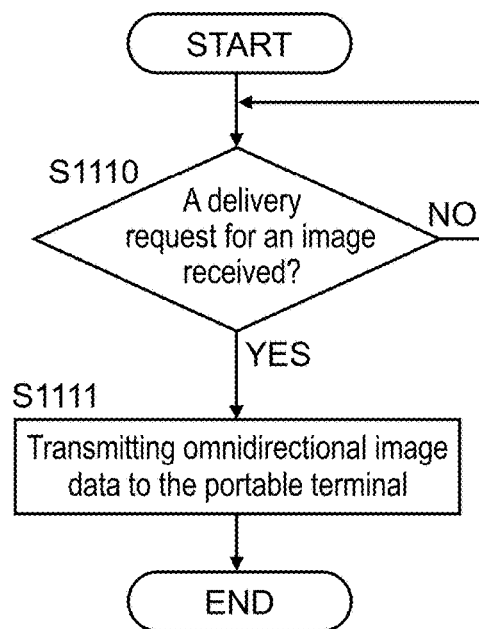 START
S1110
A delivery
request for an image
received?
NO
YES
S1111
Transmitting omnidirectional image
data to the portable terminal
END